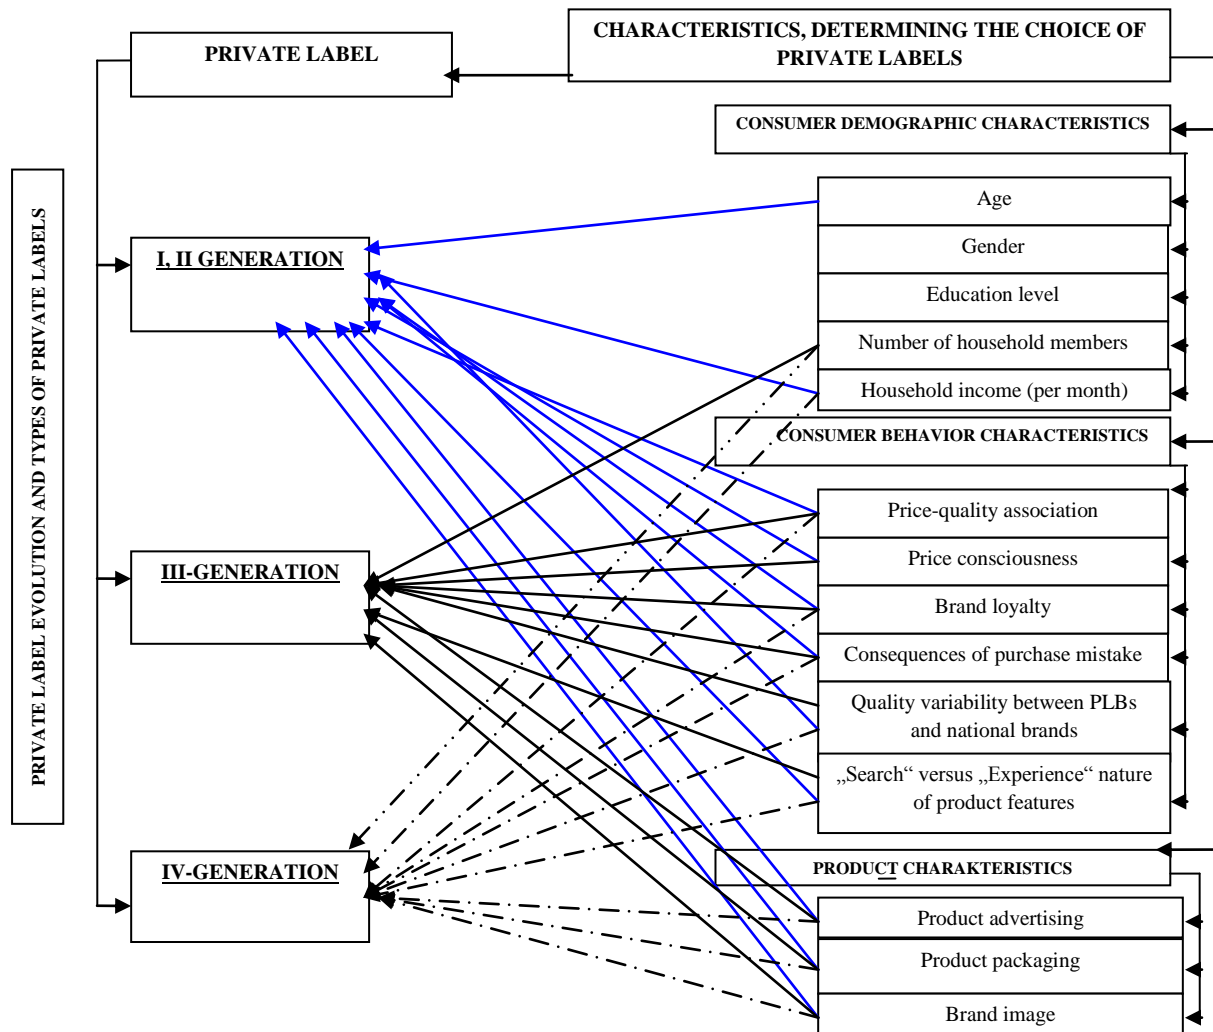 CHARACTERISTICS, DETERMINING THE CHOICE OF
PRIVATE LABELS
PRIVATE LABEL
CONSUMER DEMOGRAPHIC CHARACTERISTICS
PRIVATE LABEL EVOLUTION AND TYPES OF PRIVATE LABELS
Age
I, II GENERATION
Gender
Education level
Number of household members
Household income (per month)
CONSUMER BEHAVIOR CHARACTERISTICS
Price-quality association
III-GENERATION
Price consciousness
Brand loyalty
Consequences of purchase mistake
Quality variability between PLBs
and national brands
„Search“ versus „Experience“ nature
of product features
IV-GENERATION
PRODUCT CHARAKTERISTICS
Product advertising
Product packaging
Brand image